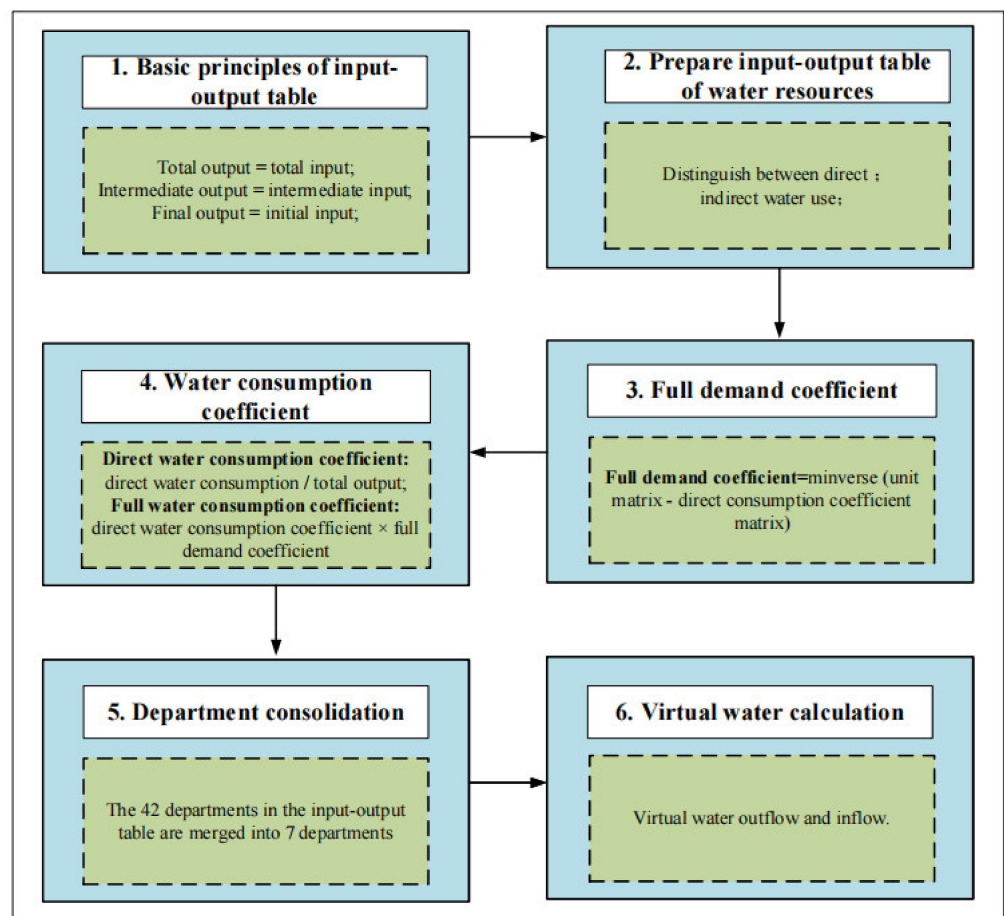 1. Basic principles of input-
output table
Total output = total input;
Intermediate output = intermediate input;
Final output = initial input;
2. Prepare input-output table
of water resources
Distinguish between direct ；
indirect water use；
3. Full demand coefficient
Full demand coefficient=minverse (unit
matrix - direct consumption coefficient
matrix)
4. Water consumption
coefficient
Direct water consumption coefficient:
direct water consumption / total output;
Full water consumption coefficient:
direct water consumption coefficient × full
demand coefficient
5. Department consolidation
The 42 departments in the input-output
table are merged into 7 departments
6. Virtual water calculation
Virtual water outflow and inflow.